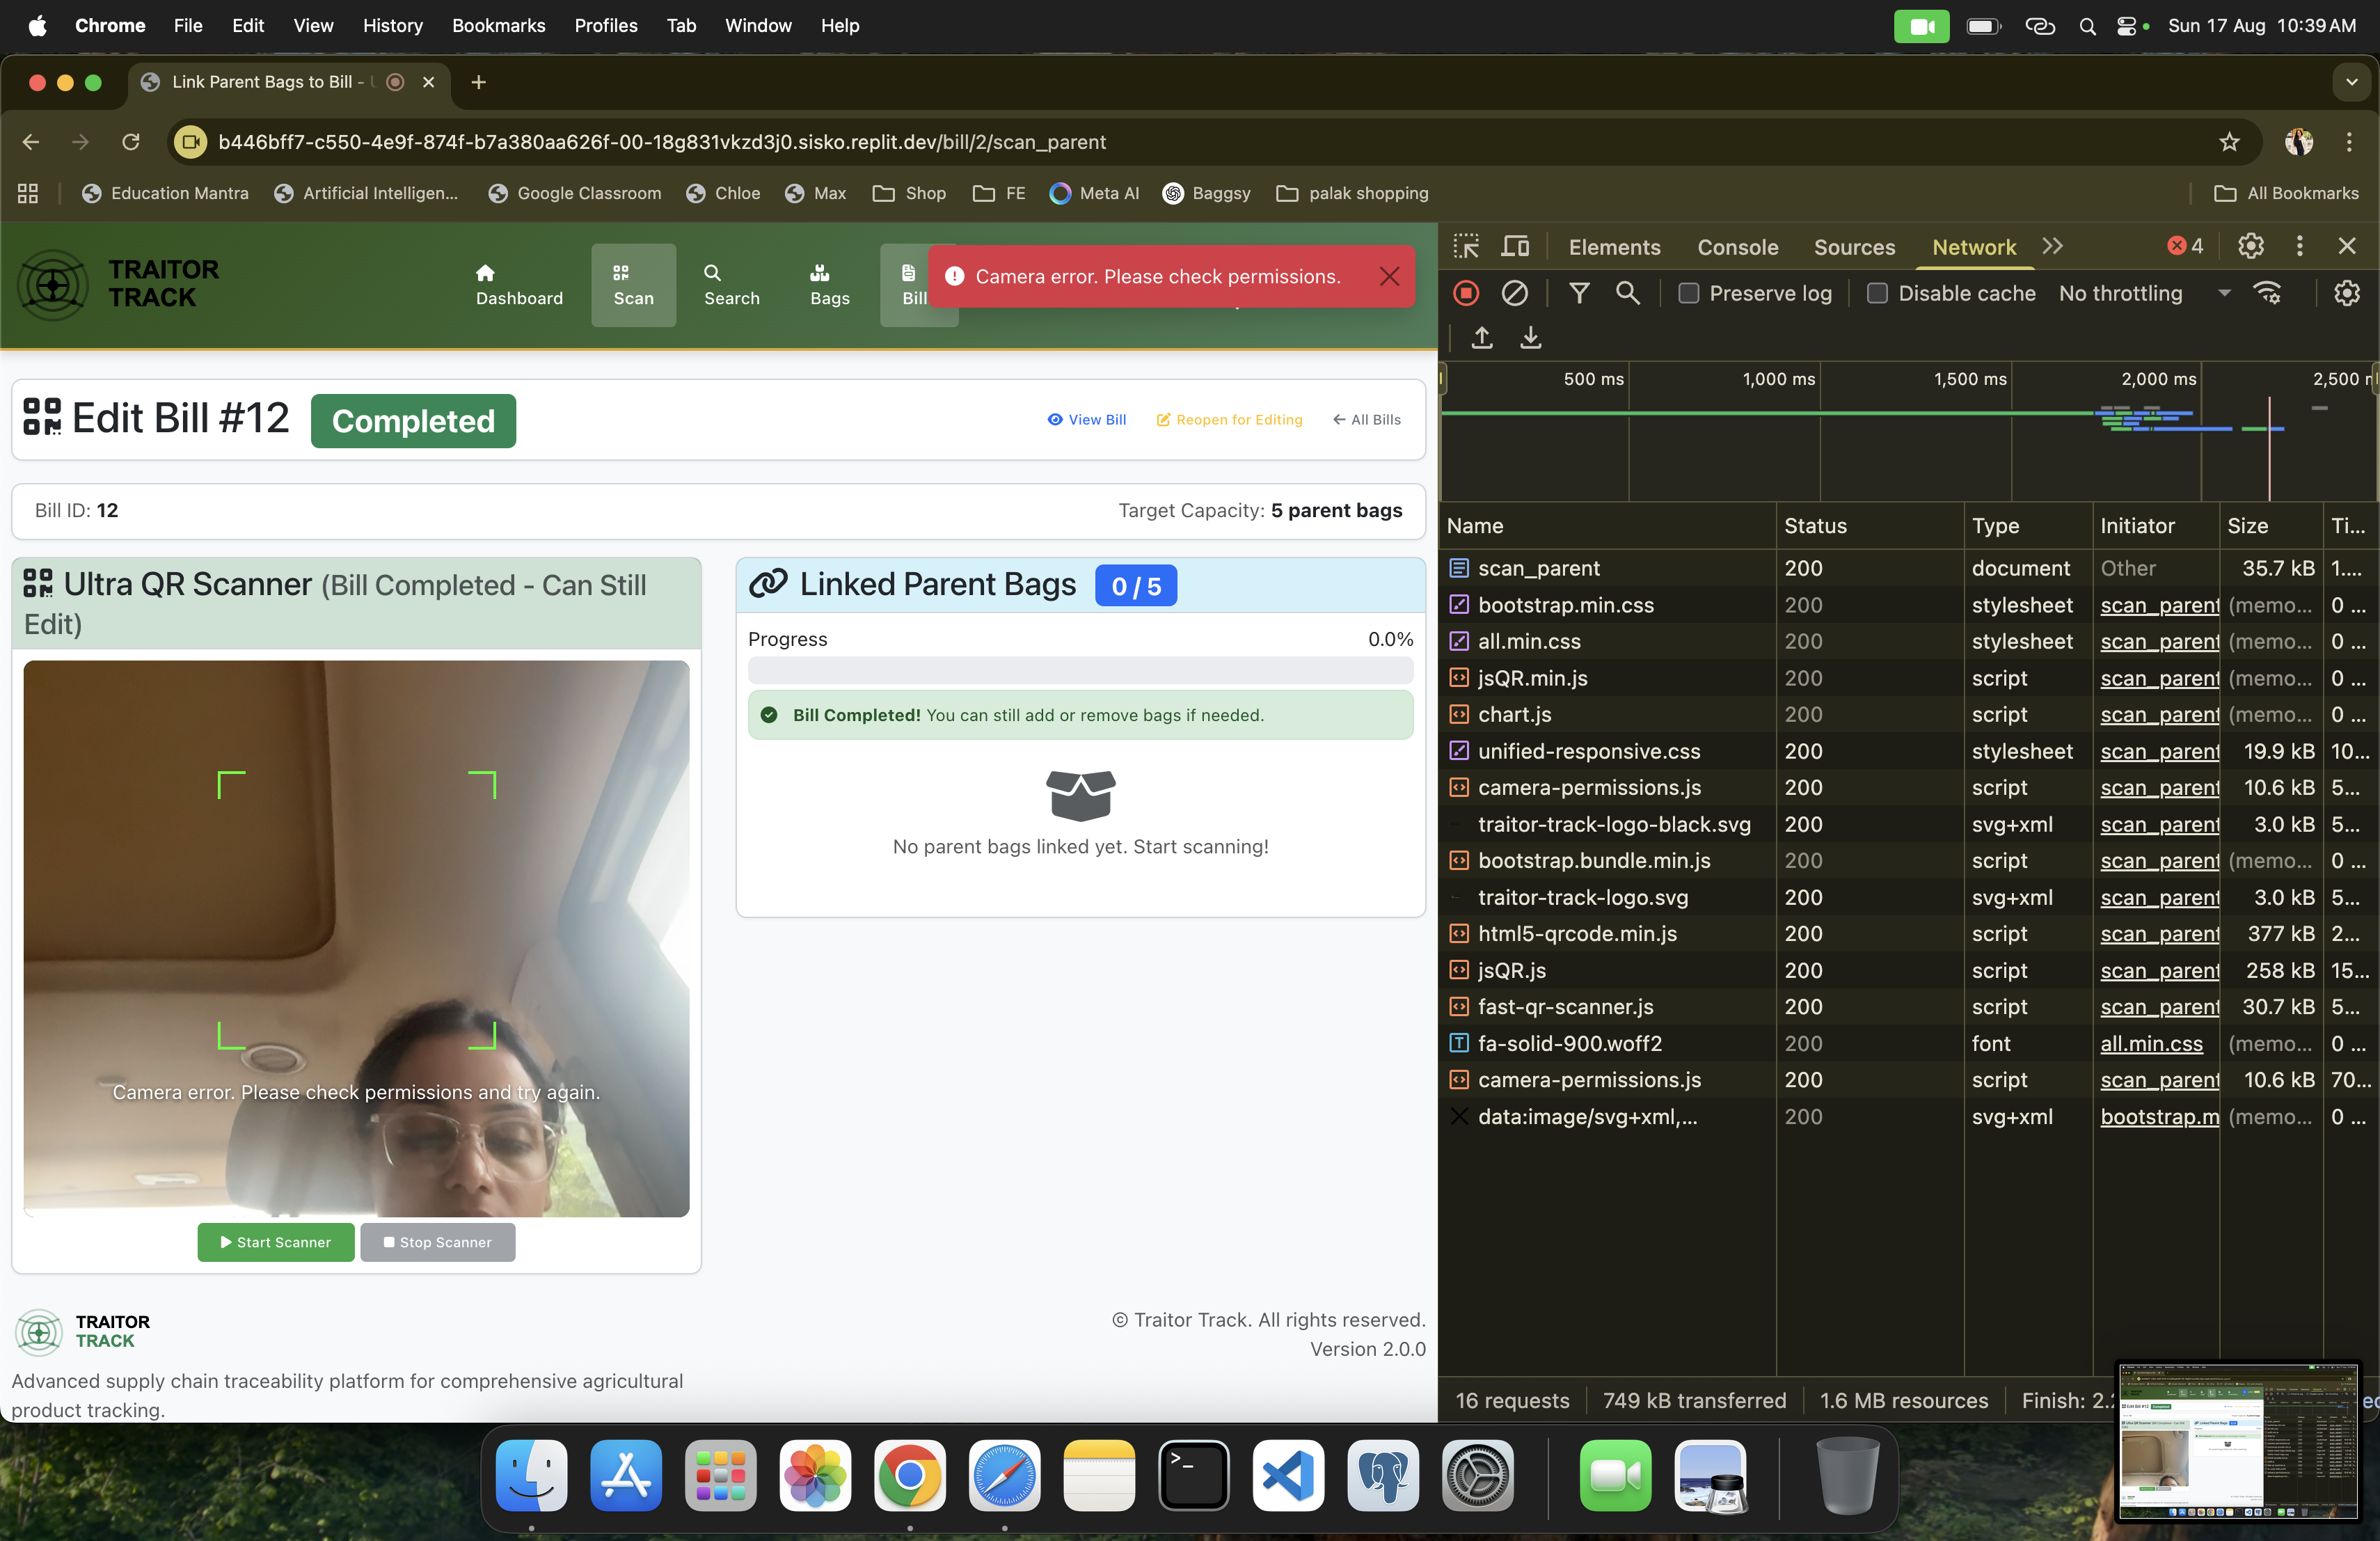 Chrome File Edit View History Bookmarks Profiles Tab Window Help Sun 17 Aug 10:39 AM
Link Parent Bags to Bill -
b446bff7-c550-4e9f-874f-b7a380aa626f-00-18g831vkzd3j0.sisko.replit.dev/bill/2/scan_parent
Education Mantra Artificial Intelligen... Google Classroom Chloe Max Shop FE Meta AI Baggsy palak shopping All Bookmarks
TRAITOR
TRACK
Dashboard Scan Search Bags Bill
Camera error. Please check permissions.
Edit Bill #12 Completed View Bill Reopen for Editing All Bills
Bill ID: 12 Target Capacity: 5 parent bags
Ultra QR Scanner (Bill Completed - Can Still
Edit)
Camera error. Please check permissions and try again.
Start Scanner Stop Scanner
Linked Parent Bags 0 / 5
Progress 0.0%
Bill Completed! You can still add or remove bags if needed.
No parent bags linked yet. Start scanning!
TRAITOR
TRACK
© Traitor Track. All rights reserved.
Version 2.0.0
Advanced supply chain traceability platform for comprehensive agricultural
product tracking.
Elements Console Sources Network 4
Preserve log Disable cache No throttling
500 ms 1,000 ms 1,500 ms 2,000 ms 2,500
Name Status Type Initiator Size Ti...
scan_parent 200 document Other 35.7 kB 1....
bootstrap.min.css 200 stylesheet scan_parent (memo... 0 ...
all.min.css 200 stylesheet scan_parent (memo... 0 ...
jsQR.min.js 200 script scan_parent (memo... 0 ...
chart.js 200 script scan_parent (memo... 0 ...
unified-responsive.css 200 stylesheet scan_parent 19.9 kB 10...
camera-permissions.js 200 script scan_parent 10.6 kB 5...
traitor-track-logo-black.svg 200 svg+xml scan_parent 3.0 kB 5...
bootstrap.bundle.min.js 200 script scan_parent (memo... 0 ...
traitor-track-logo.svg 200 svg+xml scan_parent 3.0 kB 5...
html5-qrcode.min.js 200 script scan_parent 377 kB 2...
jsQR.js 200 script scan_parent 258 kB 15...
fast-qr-scanner.js 200 script scan_parent 30.7 kB 5...
fa-solid-900.woff2 200 font all.min.css (memo... 0 ...
camera-permissions.js 200 script scan_parent 10.6 kB 70...
data:image/svg+xml,... 200 svg+xml bootstrap.m (memo... 0 ...
16 requests 749 kB transferred 1.6 MB resources Finish: 2.2